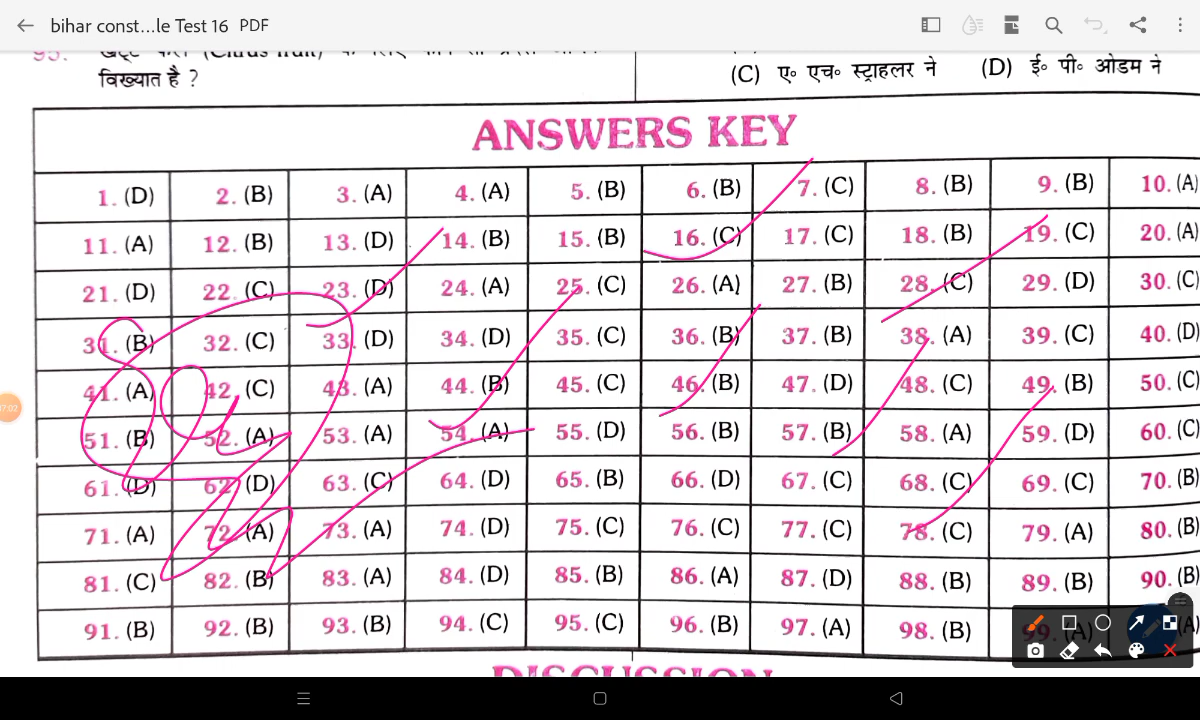 bihar const...le Test 16 PDF
विख्यात है ?
(C) ए० एच० स्ट्राहलर ने (D) ई० पी० ओडम ने
ANSWERS KEY
1. (D) 2. (B) 3. (A) 4. (A) 5. (B) 6. (B) 7. (C) 8. (B) 9. (B) 10. (A)
11. (A) 12. (B) 13. (D) 14. (B) 15. (B) 16. (C) 17. (C) 18. (B) 19. (C) 20. (A)
21. (D) 22. (C) 23. (D) 24. (A) 25. (C) 26. (A) 27. (B) 28. (C) 29. (D) 30. (C)
31. (B) 32. (C) 33. (D) 34. (D) 35. (C) 36. (B) 37. (B) 38. (A) 39. (C) 40. (D)
41. (A) 42. (C) 43. (A) 44. (B) 45. (C) 46. (B) 47. (D) 48. (C) 49. (B) 50. (C)
51. (B) 52. (A) 53. (A) 54. (A) 55. (D) 56. (B) 57. (B) 58. (A) 59. (D) 60. (C)
61. (D) 62. (D) 63. (C) 64. (D) 65. (B) 66. (D) 67. (C) 68. (C) 69. (C) 70. (B)
71. (A) 72. (A) 73. (A) 74. (D) 75. (C) 76. (C) 77. (C) 78. (C) 79. (A) 80. (B)
81. (C) 82. (B) 83. (A) 84. (D) 85. (B) 86. (A) 87. (D) 88. (B) 89. (B) 90. (B)
91. (B) 92. (B) 93. (B) 94. (C) 95. (C) 96. (B) 97. (A) 98. (B) 99. (A) (A)
DISCUSSION